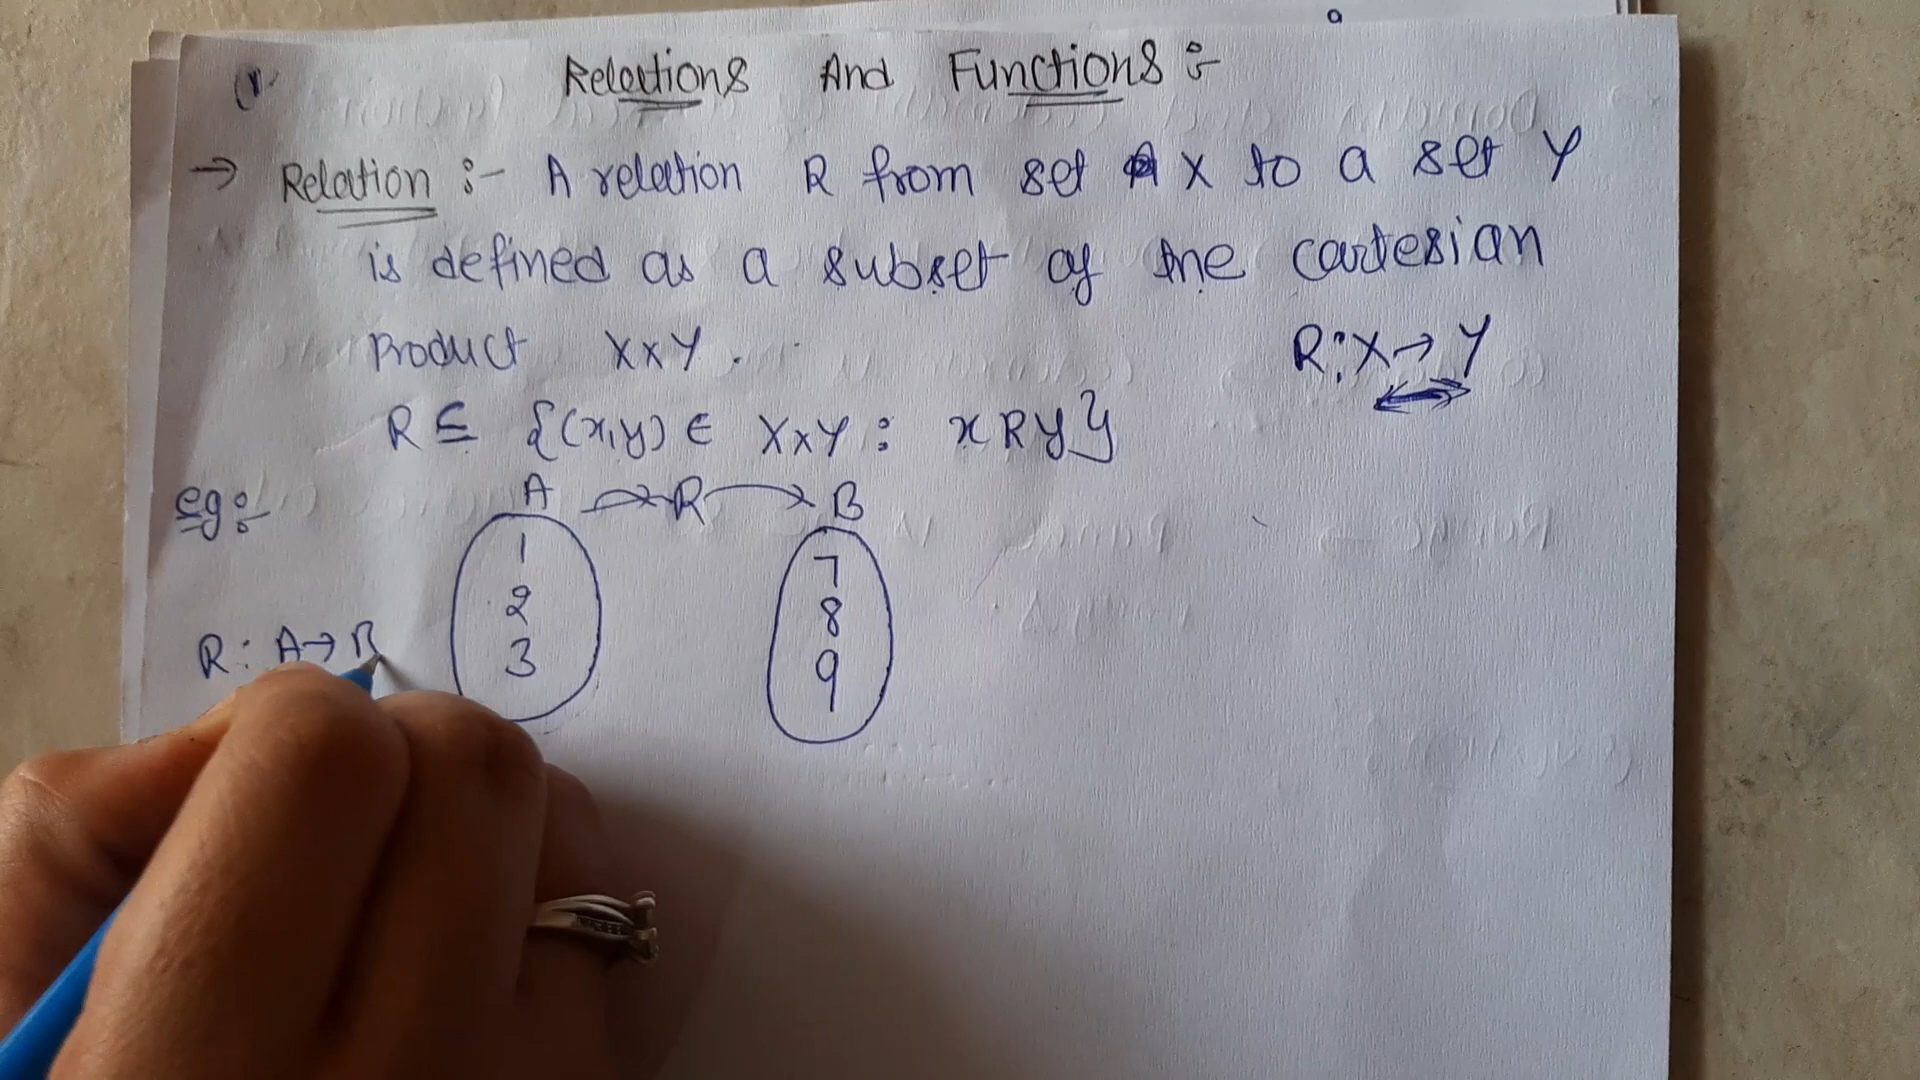 (1.
Relations And Functions :-
→ Relation :- A relation R from set X to a set Y
is defined as a subset of the cartesian
Product X×Y.
R:X→Y
R ⊆ {(x,y) ∈ X×Y : xRy}
eg:- A → R → B
1 7
2 8
3 9
R: A→B